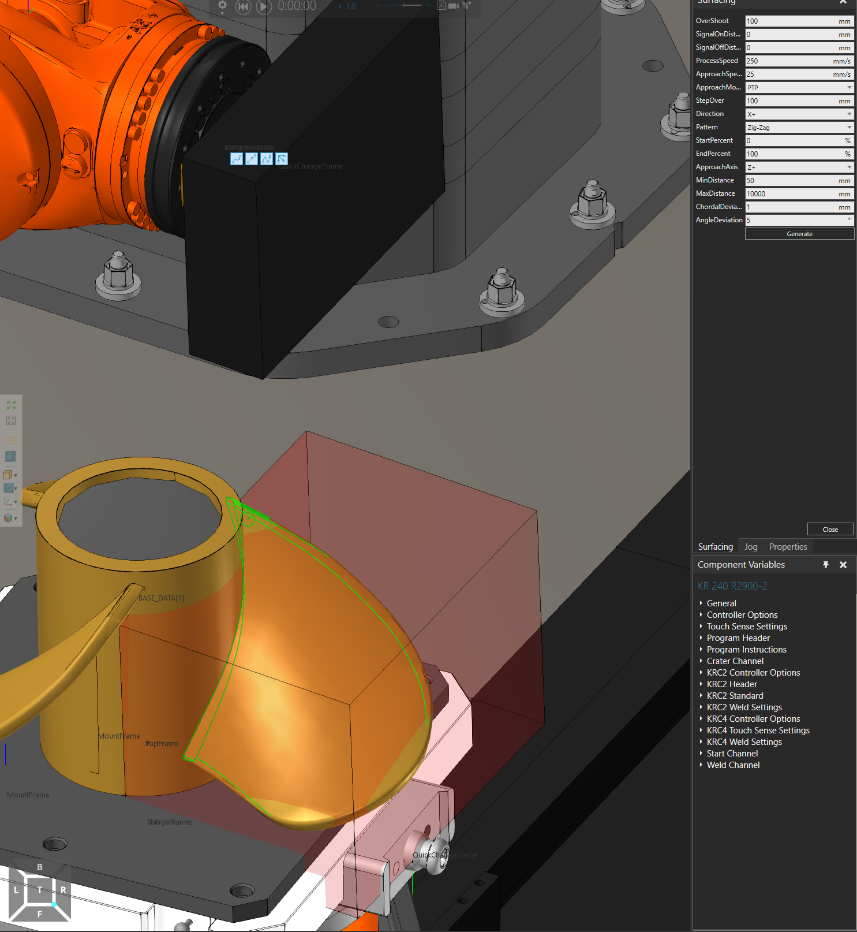 0:00:00
1.0
QuickChangeFrame
BASE_DATA[1]
MountFrame
MountFrame
QuickChangeFrame
B
L T R
F
Surfacing
OverShoot 100 mm
SignalOnDist... 0 mm
SignalOffDist... 0 mm
ProcessSpeed 250 mm/s
ApproachSpe... 25 mm/s
ApproachMo... PTP
StepOver 100 mm
Direction X+
Pattern Zig-Zag
StartPercent 0 %
EndPercent 100 %
ApproachAxis Z+
MinDistance 50 mm
MaxDistance 10000 mm
ChordalDevia... 1 mm
AngleDeviation 5 °
Generate
Close
Surfacing Jog Properties
Component Variables
KR 240 R2900-2
General
Controller Options
Touch Sense Settings
Program Header
Program Instructions
Crater Channel
KRC2 Controller Options
KRC2 Header
KRC2 Standard
KRC2 Weld Settings
KRC4 Controller Options
KRC4 Touch Sense Settings
KRC4 Weld Settings
Start Channel
Weld Channel